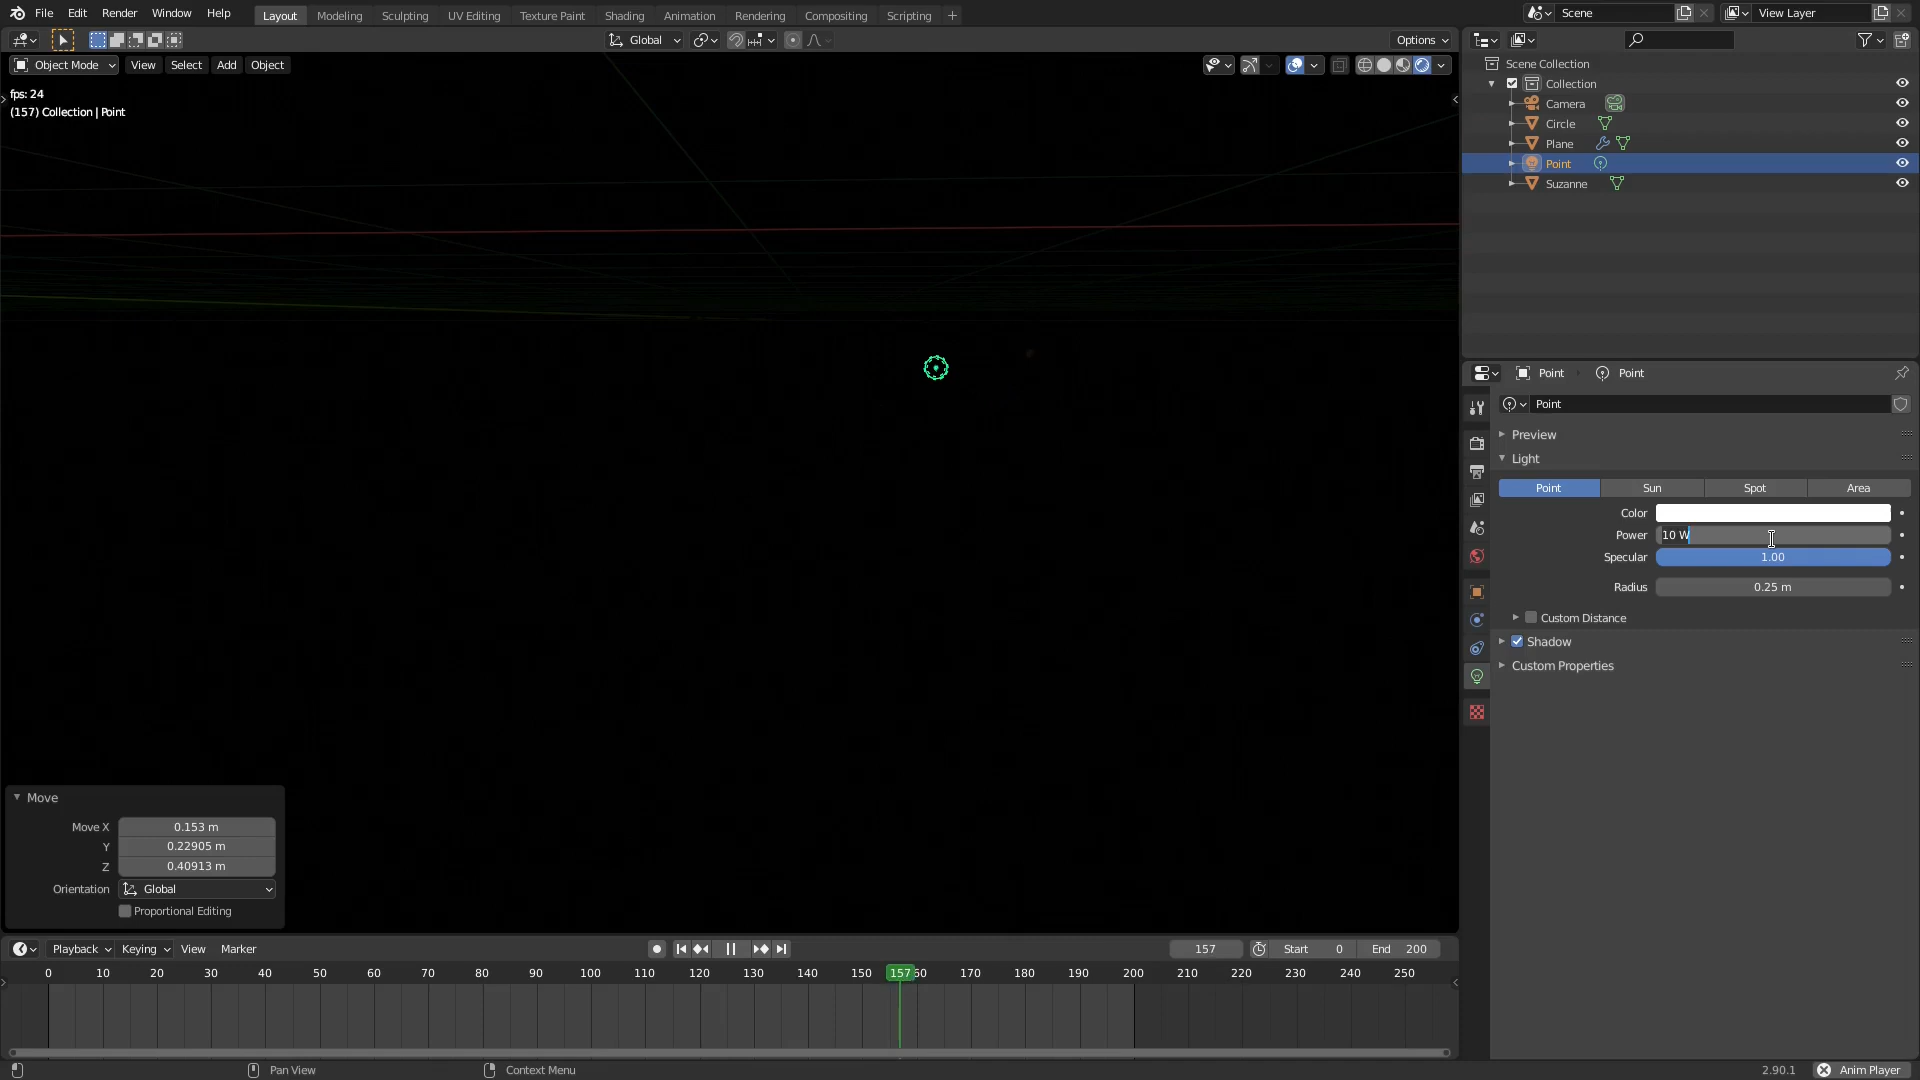 File Edit Render Window Help Layout Modeling Sculpting UV Editing Texture Paint Shading Animation Rendering Compositing Scripting Scene View Layer
Global Options
Object Mode View Select Add Object
fps: 24
(157) Collection | Point
Scene Collection
Collection
Camera
Circle
Plane
Point
Suzanne
Point Point
Point
Preview
Light
Point Sun Spot Area
Color
Power 10 W
Specular 1.00
Radius 0.25 m
Custom Distance
Shadow
Custom Properties
Move
Move X 0.153 m
Y 0.22905 m
Z 0.40913 m
Orientation Global
Proportional Editing
Playback Keying View Marker 157 Start 0 End 200
0 10 20 30 40 50 60 70 80 90 100 110 120 130 140 150 157 60 170 180 190 200 210 220 230 240 250
Pan View Context Menu 2.90.1 Anim Player